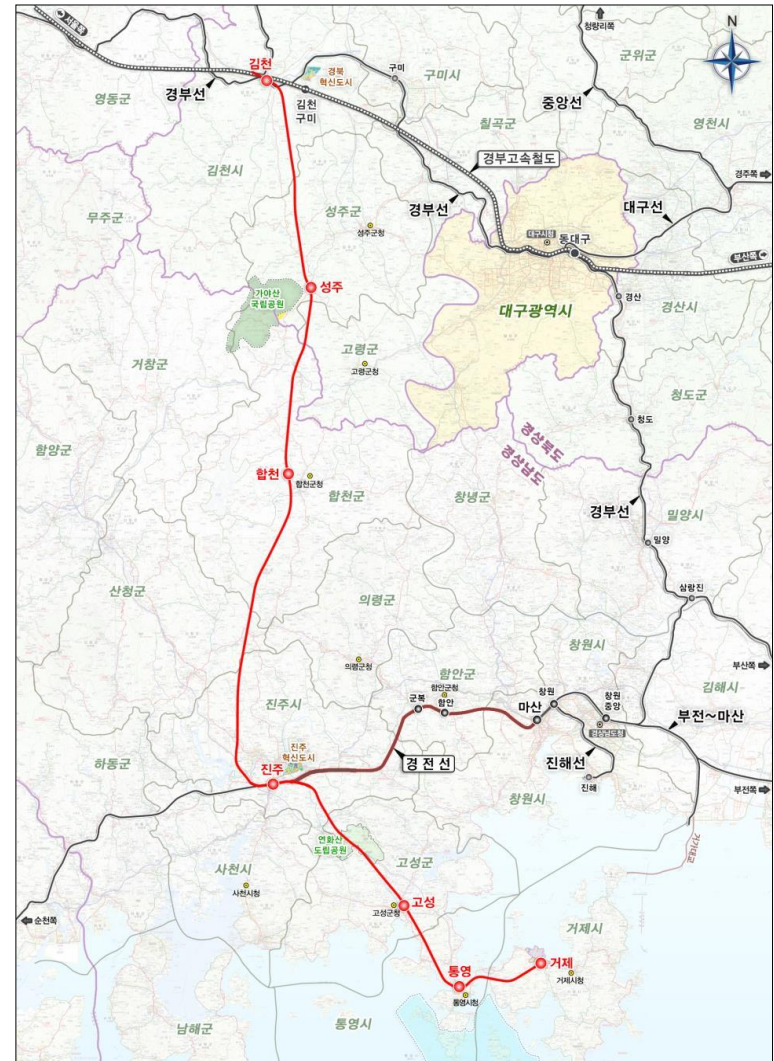 서울쪽
청량리쪽
N
김천
경북
혁신도시
구미
구미시
군위군
영동군
경부선
김천
구미
중앙선
칠곡군
영천시
김천시
경부고속철도
경주쪽
성주군
경부선
대구선
무주군
성주군청
대구시청
동대구
부산쪽
성주
가야산
국립공원
경산
대구광역시
경산시
거창군
고령군
고령군청
청도군
청도
경상북도
경상남도
함양군
합천
합천군청
합천군
창녕군
경부선
밀양시
밀양
산청군
의령군
삼랑진
창원시
의령군청
함안군
부산쪽
함안군청
김해시
진주시
군북
함안
마산
창원
창원
중앙
경상남도청
부전~마산
진주
혁신도시
경전선
진해선
하동군
진주
진해
부전쪽
창원시
연화산
도립공원
고성군
거가대교
사천시
사천시청
고성
고성군청
순천쪽
거제시
통영
거제
거제시청
통영시청
남해군
통영시